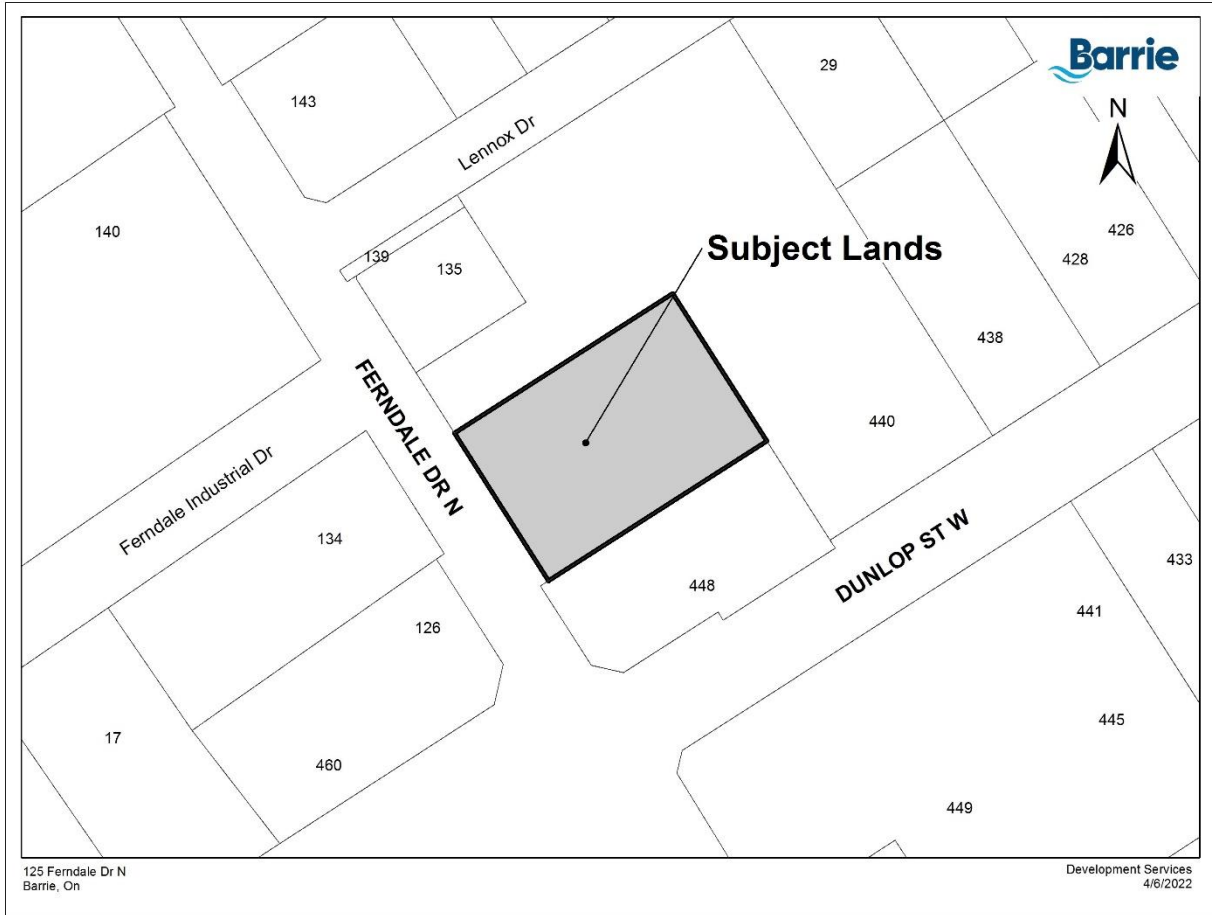 Barrie
N
29
143
Lennox Dr
140
426
428
139
135
Subject Lands
438
FERNDALE DR N
440
Ferndale Industrial Dr
134
DUNLOP ST W
433
448
441
126
445
17
460
449
125 Ferndale Dr N
Barrie, On
Development Services
4/6/2022